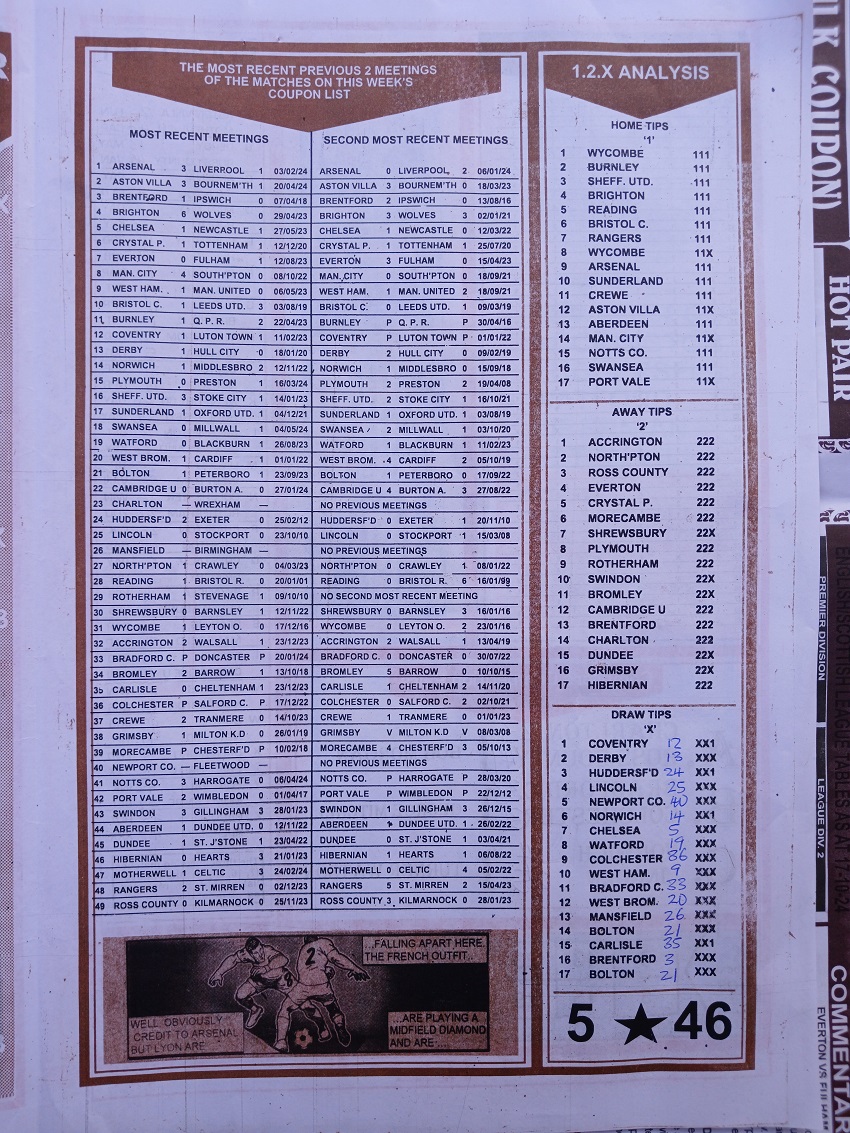 THE MOST RECENT PREVIOUS 2 MEETINGS
OF THE MATCHES ON THIS WEEK'S
COUPON LIST
MOST RECENT MEETINGS SECOND MOST RECENT MEETINGS
1 ARSENAL 3 LIVERPOOL 1 03/02/24 ARSENAL 0 LIVERPOOL 2 06/01/24
2 ASTON VILLA 3 BOURNEM'TH 1 20/04/24 ASTON VILLA 3 BOURNEM'TH 0 18/03/23
3 BRENTFORD 1 IPSWICH 0 07/04/18 BRENTFORD 2 IPSWICH 0 13/08/16
4 BRIGHTON 6 WOLVES 0 29/04/23 BRIGHTON 3 WOLVES 3 02/01/21
5 CHELSEA 1 NEWCASTLE 1 27/05/23 CHELSEA 1 NEWCASTLE 0 12/03/22
6 CRYSTAL P. 1 TOTTENHAM 1 12/12/20 CRYSTAL P. 1 TOTTENHAM 1 25/07/20
7 EVERTON 0 FULHAM 1 12/08/23 EVERTON 3 FULHAM 0 15/04/23
8 MAN. CITY 4 SOUTH'PTON 0 08/10/22 MAN. CITY 0 SOUTH'PTON 0 18/09/21
9 WEST HAM. 1 MAN. UNITED 0 06/05/23 WEST HAM. 1 MAN. UNITED 2 18/09/21
10 BRISTOL C. 1 LEEDS UTD. 3 03/08/19 BRISTOL C. 0 LEEDS UTD. 1 09/03/19
11 BURNLEY 1 Q. P. R. 2 22/04/23 BURNLEY P Q. P. R. P 30/04/16
12 COVENTRY 1 LUTON TOWN 1 11/02/23 COVENTRY P LUTON TOWN P 01/01/22
13 DERBY 1 HULL CITY 0 18/01/20 DERBY 2 HULL CITY 0 09/02/19
14 NORWICH 1 MIDDLESBRO 2 12/11/22 NORWICH 1 MIDDLESBRO 0 15/09/18
15 PLYMOUTH 0 PRESTON 1 16/03/24 PLYMOUTH 2 PRESTON 2 19/04/08
16 SHEFF. UTD. 3 STOKE CITY 1 14/01/23 SHEFF. UTD. 2 STOKE CITY 1 16/10/21
17 SUNDERLAND 1 OXFORD UTD. 1 04/12/21 SUNDERLAND 1 OXFORD UTD. 1 03/08/19
18 SWANSEA 0 MILLWALL 1 04/05/24 SWANSEA 2 MILLWALL 1 03/10/20
19 WATFORD 0 BLACKBURN 1 26/08/23 WATFORD 1 BLACKBURN 1 11/02/23
20 WEST BROM. 1 CARDIFF 1 01/01/22 WEST BROM. 4 CARDIFF 2 05/10/19
21 BOLTON 1 PETERBORO 1 23/09/23 BOLTON 1 PETERBORO 0 17/09/22
22 CAMBRIDGE U 0 BURTON A. 0 27/01/24 CAMBRIDGE U 4 BURTON A. 3 27/08/22
23 CHARLTON — WREXHAM — NO PREVIOUS MEETINGS
24 HUDDERSF'D 2 EXETER 0 25/02/12 HUDDERSF'D 0 EXETER 1 20/11/10
25 LINCOLN 0 STOCKPORT 0 23/10/10 LINCOLN 0 STOCKPORT 1 15/03/08
26 MANSFIELD — BIRMINGHAM — NO PREVIOUS MEETINGS
27 NORTH'PTON 1 CRAWLEY 0 04/03/23 NORTH'PTON 0 CRAWLEY 1 08/01/22
28 READING 1 BRISTOL R. 0 20/01/01 READING 0 BRISTOL R. 6 16/01/99
29 ROTHERHAM 1 STEVENAGE 1 09/10/10 NO SECOND MOST RECENT MEETING
30 SHREWSBURY 0 BARNSLEY 1 12/11/22 SHREWSBURY 0 BARNSLEY 3 16/01/16
31 WYCOMBE 1 LEYTON O. 0 17/12/16 WYCOMBE 0 LEYTON O. 2 23/01/16
32 ACCRINGTON 2 WALSALL 1 23/12/23 ACCRINGTON 2 WALSALL 1 13/04/19
33 BRADFORD C. P DONCASTER P 20/01/24 BRADFORD C. 0 DONCASTER 0 30/07/22
34 BROMLEY 2 BARROW 1 13/10/18 BROMLEY 5 BARROW 0 10/10/15
35 CARLISLE 0 CHELTENHAM 1 23/12/23 CARLISLE 1 CHELTENHAM 2 14/11/20
36 COLCHESTER P SALFORD C. P 17/12/22 COLCHESTER 0 SALFORD C. 2 02/10/21
37 CREWE 2 TRANMERE 0 14/10/23 CREWE 1 TRANMERE 0 01/01/23
38 GRIMSBY 1 MILTON K.D 0 26/01/19 GRIMSBY V MILTON K.D V 08/03/08
39 MORECAMBE P CHESTERF'D P 10/02/18 MORECAMBE 4 CHESTERF'D 3 05/10/13
40 NEWPORT CO. — FLEETWOOD — NO PREVIOUS MEETINGS
41 NOTTS CO. 3 HARROGATE 0 06/04/24 NOTTS CO. P HARROGATE P 28/03/20
42 PORT VALE 2 WIMBLEDON 0 01/04/17 PORT VALE P WIMBLEDON P 22/12/12
43 SWINDON 3 GILLINGHAM 3 28/01/23 SWINDON 1 GILLINGHAM 3 26/12/15
44 ABERDEEN 1 DUNDEE UTD. 0 12/11/22 ABERDEEN 1 DUNDEE UTD. 1 26/02/22
45 DUNDEE 1 ST. J'STONE 1 23/04/22 DUNDEE 0 ST. J'STONE 1 03/04/21
46 HIBERNIAN 0 HEARTS 3 21/01/23 HIBERNIAN 1 HEARTS 1 06/08/22
47 MOTHERWELL 1 CELTIC 3 24/02/24 MOTHERWELL 0 CELTIC 4 05/02/22
48 RANGERS 2 ST. MIRREN 0 02/12/23 RANGERS 5 ST. MIRREN 2 15/04/23
49 ROSS COUNTY 0 KILMARNOCK 0 25/11/23 ROSS COUNTY 3 KILMARNOCK 0 28/01/23
...FALLING APART HERE.
THE FRENCH OUTFIT..
WELL, OBVIOUSLY
CREDIT TO ARSENAL
BUT LYON ARE...
...ARE PLAYING A
MIDFIELD DIAMOND
AND ARE....
1.2.X ANALYSIS
HOME TIPS
'1'
1 WYCOMBE 111
2 BURNLEY 111
3 SHEFF. UTD. 111
4 BRIGHTON 111
5 READING 111
6 BRISTOL C. 111
7 RANGERS 111
8 WYCOMBE 11X
9 ARSENAL 111
10 SUNDERLAND 111
11 CREWE 111
12 ASTON VILLA 11X
13 ABERDEEN 111
14 MAN. CITY 11X
15 NOTTS CO. 111
16 SWANSEA 111
17 PORT VALE 11X
AWAY TIPS
'2'
1 ACCRINGTON 222
2 NORTH'PTON 222
3 ROSS COUNTY 222
4 EVERTON 222
5 CRYSTAL P. 222
6 MORECAMBE 222
7 SHREWSBURY 22X
8 PLYMOUTH 222
9 ROTHERHAM 222
10 SWINDON 22X
11 BROMLEY 22X
12 CAMBRIDGE U 222
13 BRENTFORD 222
14 CHARLTON 222
15 DUNDEE 22X
16 GRIMSBY 22X
17 HIBERNIAN 222
DRAW TIPS
'X'
1 COVENTRY 12 XX1
2 DERBY 13 XXX
3 HUDDERSF'D 24 XX1
4 LINCOLN 25 XXX
5 NEWPORT CO. 40 XXX
6 NORWICH 14 XX1
7 CHELSEA 5 XXX
8 WATFORD 19 XXX
9 COLCHESTER 36 XXX
10 WEST HAM. 9 XXX
11 BRADFORD C. 33 XXX
12 WEST BROM. 20 XXX
13 MANSFIELD 26 XXX
14 BOLTON 21 XXX
15 CARLISLE 35 XX1
16 BRENTFORD 3 XXX
17 BOLTON 21 XXX
5 ★ 46
COUPON)
HOT PAIR
PREMIER DIVISION
LEAGUE DIV. 2
ENGLISH/SCOTTISH LEAGUE TABLES AS AT 17-10-24
COMMENTAR